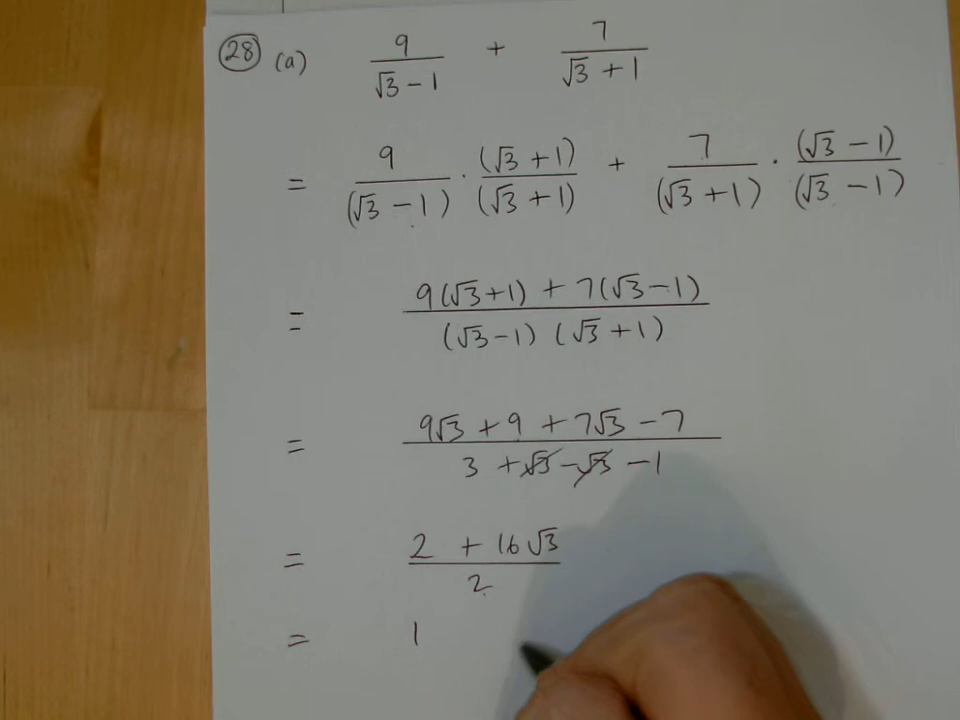 28 (a) 9/(√3 − 1) + 7/(√3 + 1)
= 9/(√3 − 1) · (√3 + 1)/(√3 + 1) + 7/(√3 + 1) · (√3 − 1)/(√3 − 1)
= (9(√3+1) + 7(√3−1))/((√3−1) (√3+1))
= (9√3 + 9 + 7√3 − 7)/(3 + √3 − √3 − 1)
= (2 + 16√3)/2
= 1